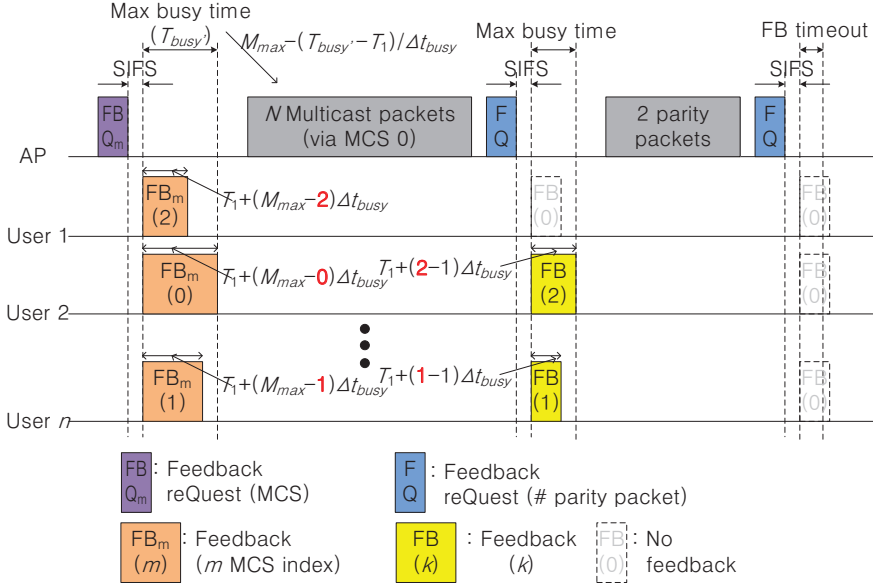 Max busy time
(T_busy')
M_max−(T_busy'−T_1)/Δt_busy
Max busy time
FB timeout
SIFS
SIFS
SIFS
FB
Q_m
N Multicast packets
(via MCS 0)
F
Q
2 parity
packets
F
Q
AP
FB_m
(2)
T_1+(M_max−2)Δt_busy
FB
(0)
FB
(0)
User 1
FB_m
(0)
T_1+(M_max−0)Δt_busy
T_1+(2−1)Δt_busy
FB
(2)
FB
(0)
User 2
FB_m
(1)
T_1+(M_max−1)Δt_busy
T_1+(1−1)Δt_busy
FB
(1)
FB
(0)
User n
FB
Q_m
: Feedback
reQuest (MCS)
F
Q
: Feedback
reQuest (# parity packet)
FB_m
(m)
: Feedback
(m MCS index)
FB
(k)
: Feedback
(k)
FB
(0)
: No
feedback